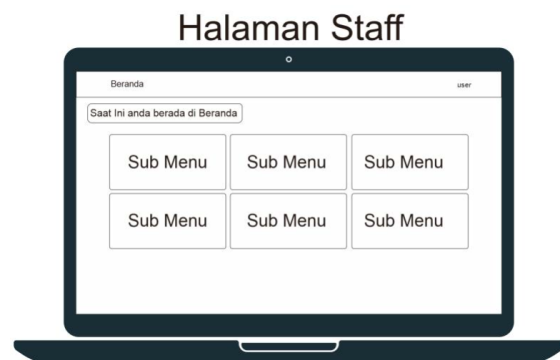 Halaman Staff
Beranda user
Saat Ini anda berada di Beranda
Sub Menu Sub Menu Sub Menu
Sub Menu Sub Menu Sub Menu